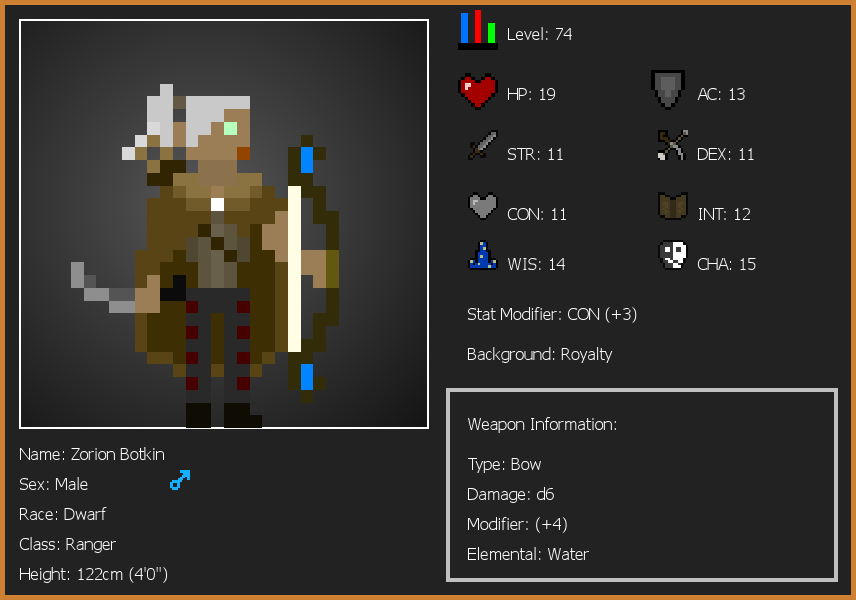 Level: 74
HP: 19
AC: 13
STR: 11
DEX: 11
CON: 11
INT: 12
WIS: 14
CHA: 15
Stat Modifier: CON (+3)
Background: Royalty
Weapon Information:
Type: Bow
Damage: d6
Modifier: (+4)
Elemental: Water
Name: Zorion Botkin
Sex: Male
Race: Dwarf
Class: Ranger
Height: 122cm (4'0")